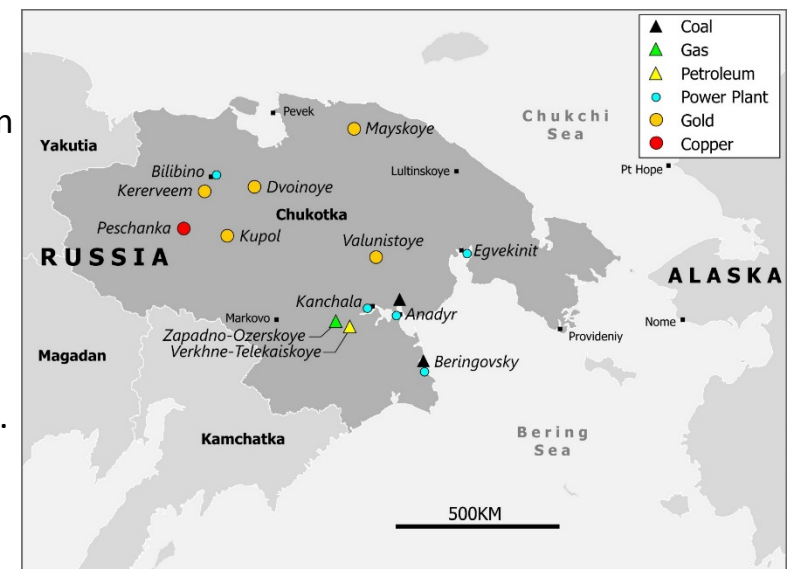 m
.
Coal
Gas
Petroleum
Power Plant
Gold
Copper
Chukchi
Sea
Pevek
Mayskoye
Yakutia
Lultinskoye
Pt Hope
Bilibino
Kererveem
Dvoinoye
Chukotka
Peschanka
Kupol
Valunistoye
Egvekinit
RUSSIA
ALASKA
Kanchala
Anadyr
Markovo
Nome
Zapadno-Ozerskoye
Verkhne-Telekaiskoye
Provideniy
Magadan
Beringovsky
Kamchatka
Bering
Sea
500KM